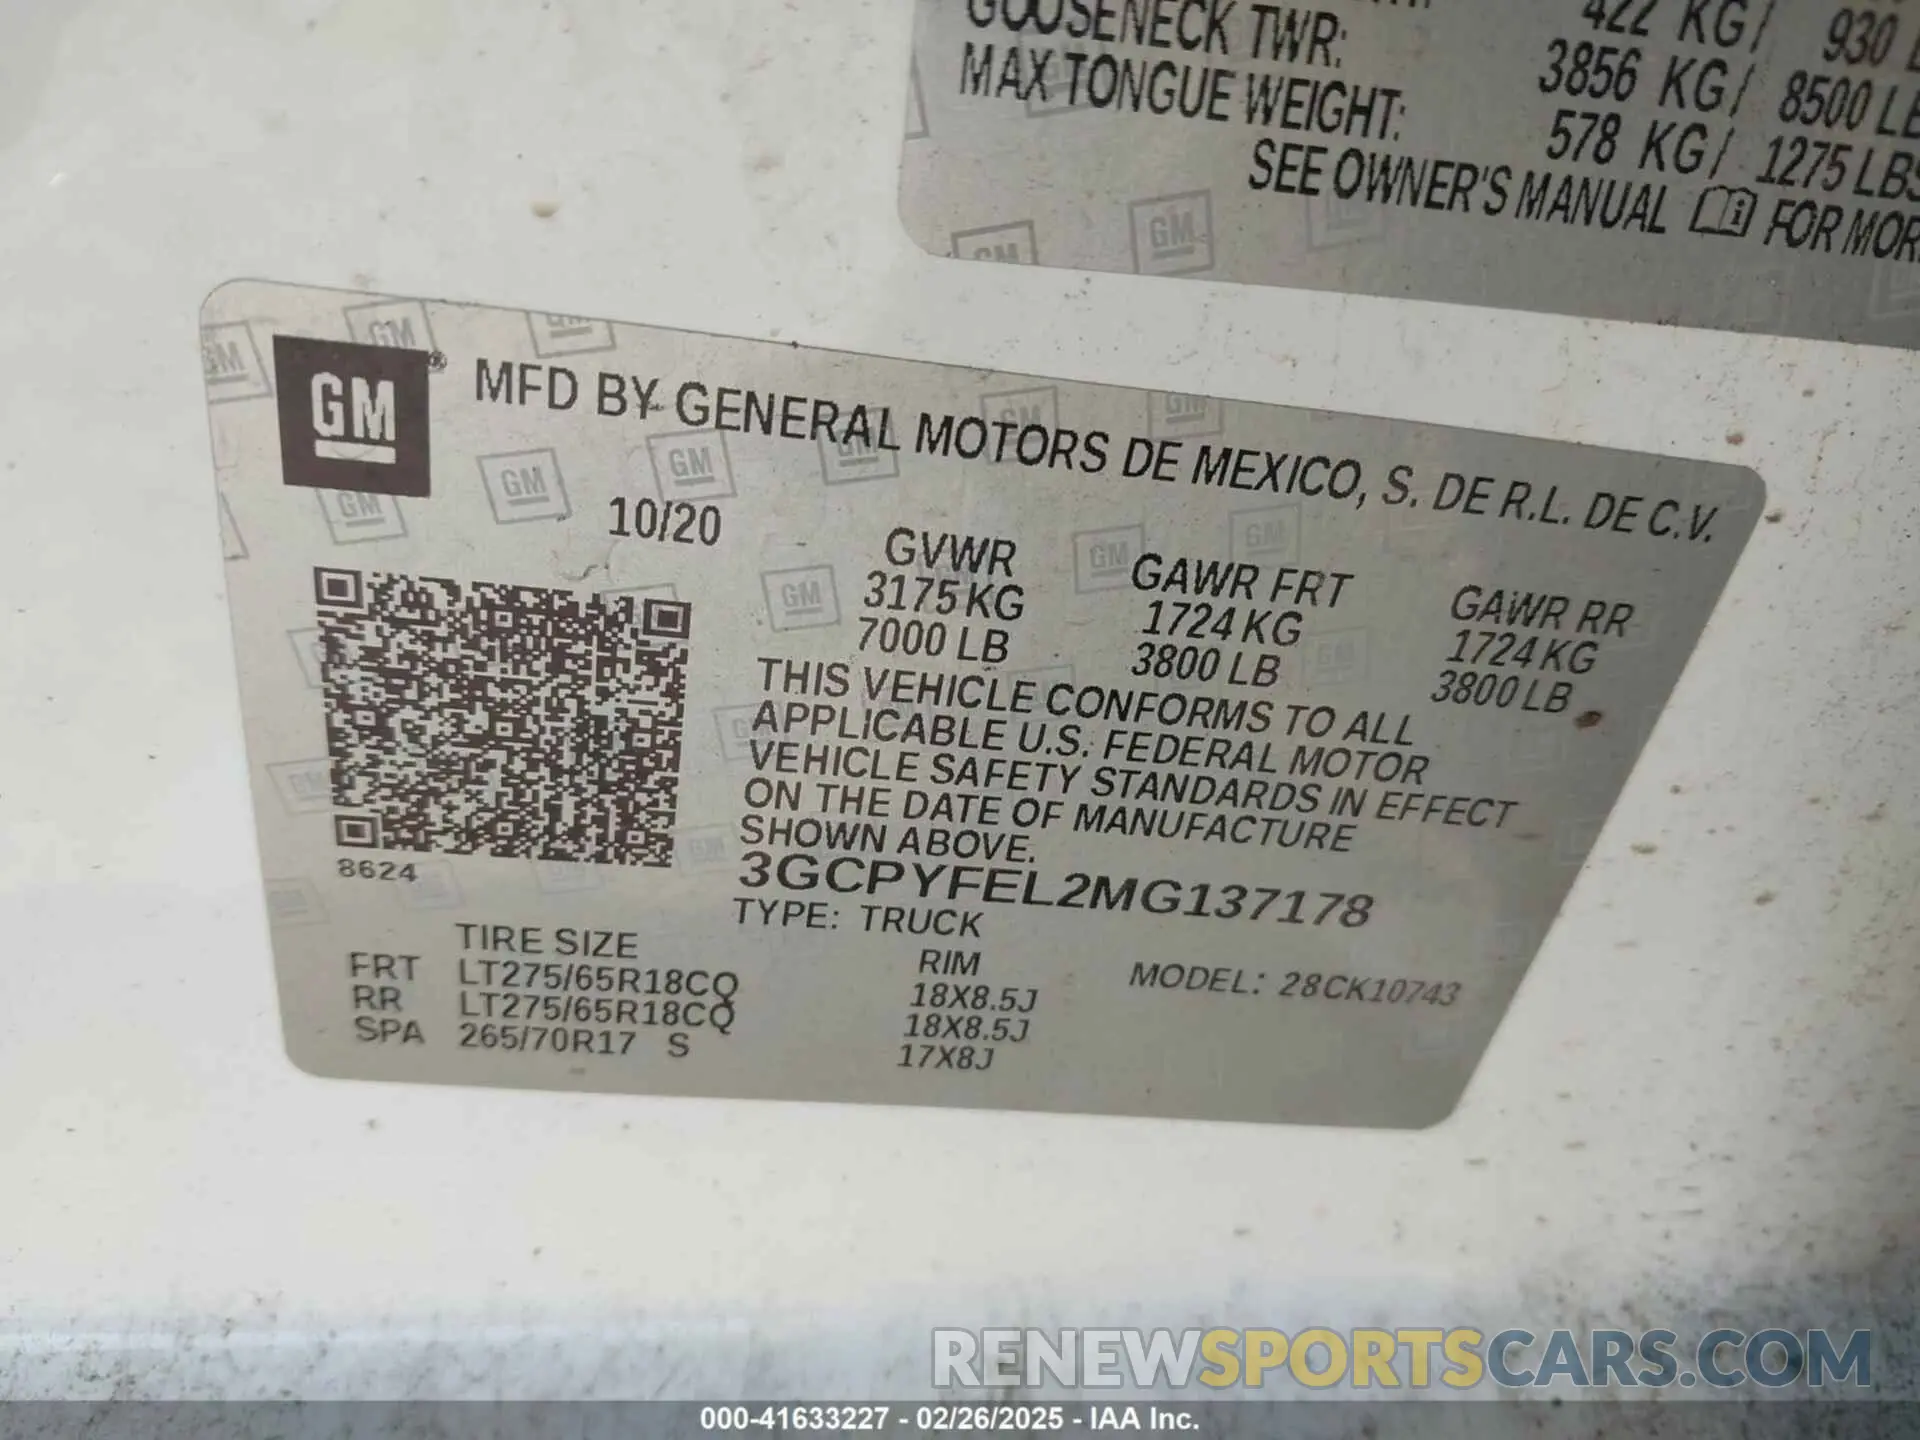 422 KG/ 930
GOOSENECK TWR: 3856 KG/ 8500 LB
MAX TONGUE WEIGHT: 578 KG/ 1275 LBS
SEE OWNER'S MANUAL FOR MOR
GM ® MFD BY GENERAL MOTORS DE MEXICO, S. DE R.L. DE C.V.
10/20
GVWR GAWR FRT GAWR RR
3175 KG 1724 KG 1724 KG
7000 LB 3800 LB 3800 LB
THIS VEHICLE CONFORMS TO ALL
APPLICABLE U.S. FEDERAL MOTOR
VEHICLE SAFETY STANDARDS IN EFFECT
ON THE DATE OF MANUFACTURE
SHOWN ABOVE.
8624
3GCPYFEL2MG137178
TYPE: TRUCK
TIRE SIZE RIM MODEL: 28CK10743
FRT LT275/65R18CQ 18X8.5J
RR LT275/65R18CQ 18X8.5J
SPA 265/70R17 S 17X8J
RENEWSPORTSCARS.COM
000-41633227 - 02/26/2025 - IAA Inc.